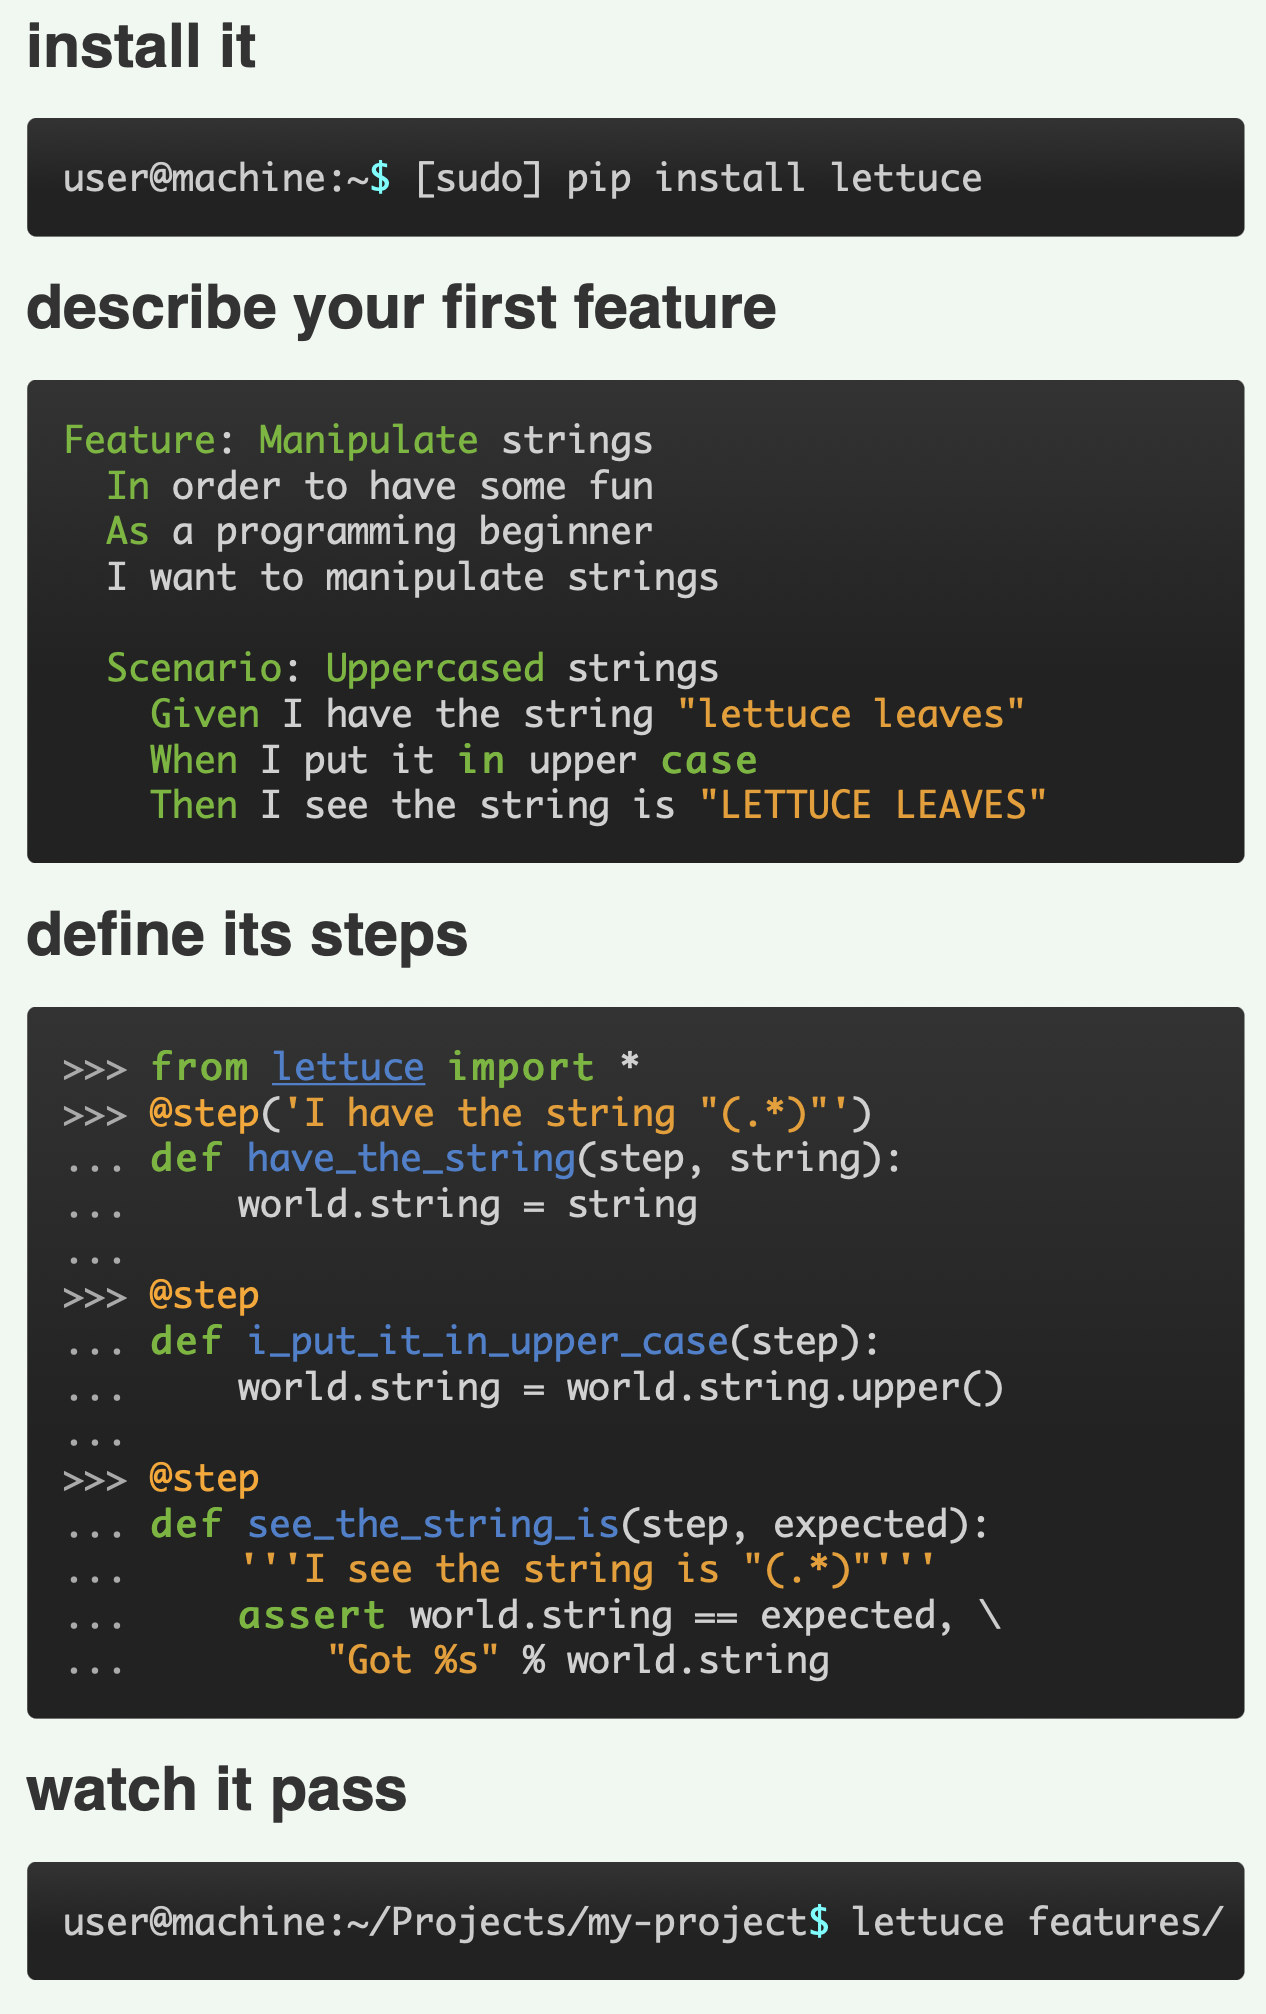 install it
user@machine:~$ [sudo] pip install lettuce
describe your first feature
Feature: Manipulate strings
  In order to have some fun
  As a programming beginner
  I want to manipulate strings

  Scenario: Uppercased strings
    Given I have the string "lettuce leaves"
    When I put it in upper case
    Then I see the string is "LETTUCE LEAVES"
define its steps
>>> from lettuce import *
>>> @step('I have the string "(.*)"')
... def have_the_string(step, string):
...     world.string = string
...
>>> @step
... def i_put_it_in_upper_case(step):
...     world.string = world.string.upper()
...
>>> @step
... def see_the_string_is(step, expected):
...     '''I see the string is "(.*)"'''
...     assert world.string == expected, \
...         "Got %s" % world.string
watch it pass
user@machine:~/Projects/my-project$ lettuce features/